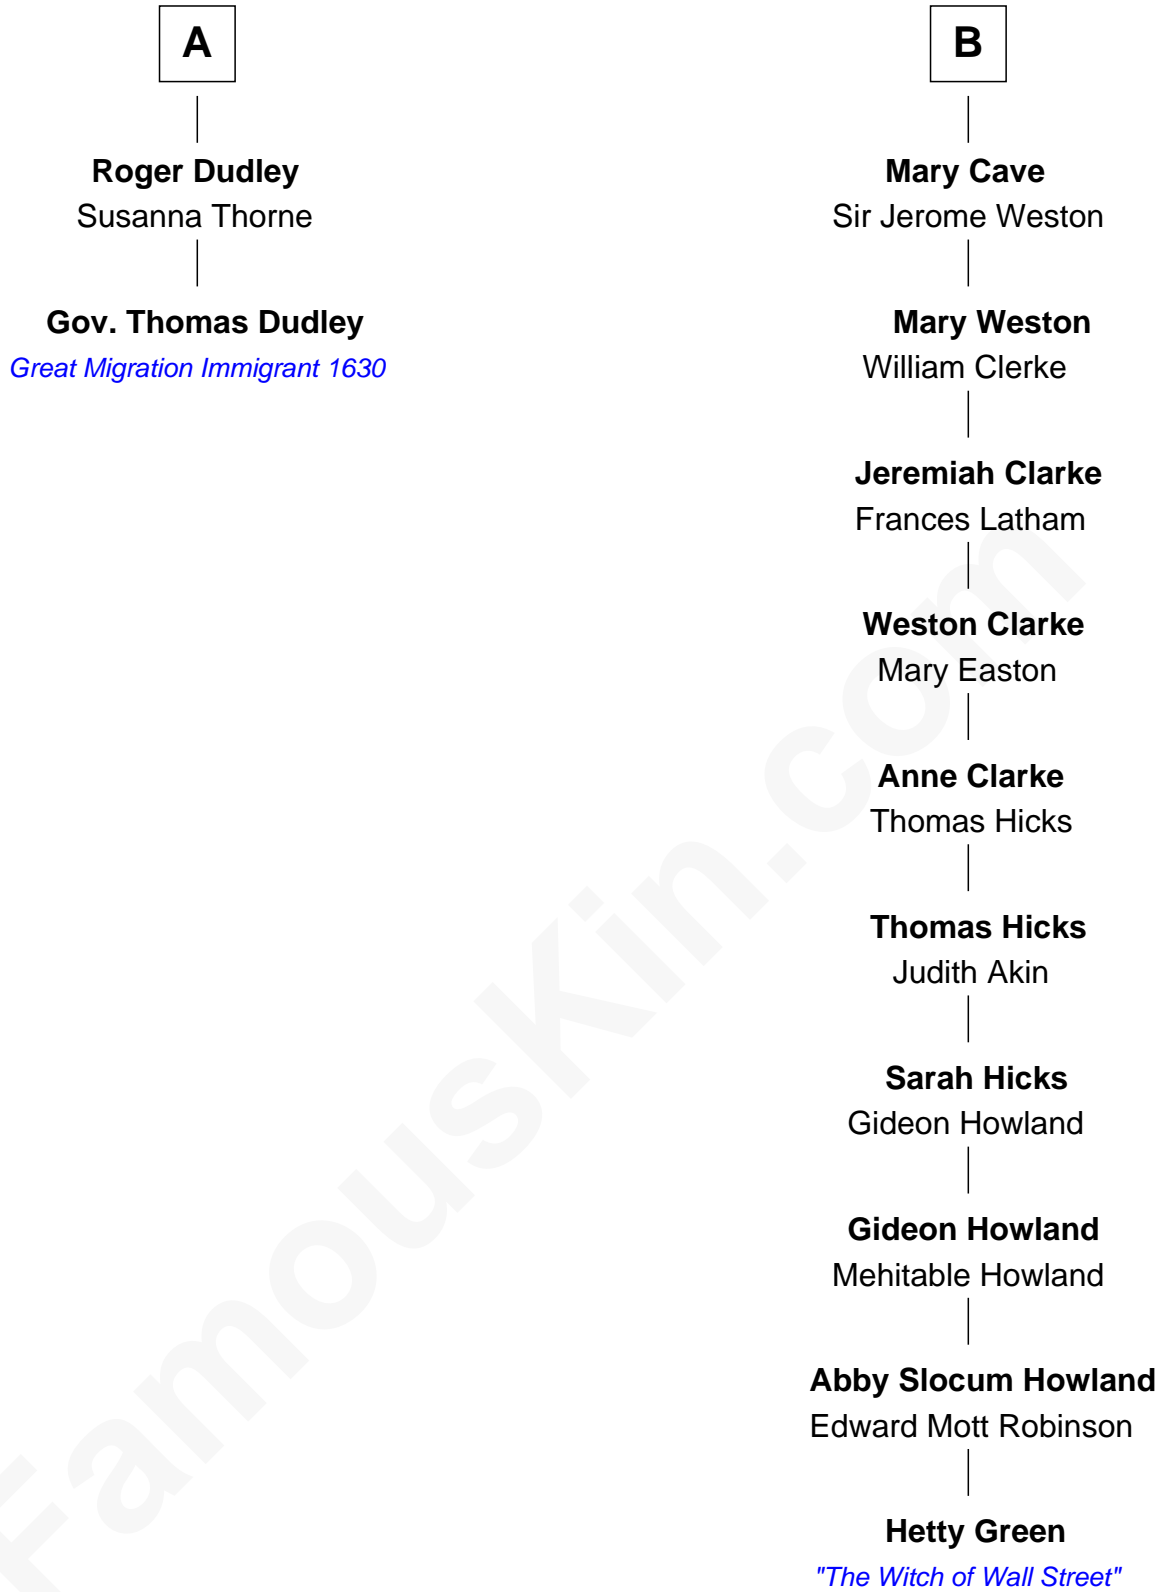 A
Roger Dudley
Susanna Thorne
Gov. Thomas Dudley
Great Migration Immigrant 1630
B
Mary Cave
Sir Jerome Weston
Mary Weston
William Clerke
Jeremiah Clarke
Frances Latham
Weston Clarke
Mary Easton
Anne Clarke
Thomas Hicks
Thomas Hicks
Judith Akin
Sarah Hicks
Gideon Howland
Gideon Howland
Mehitable Howland
Abby Slocum Howland
Edward Mott Robinson
Hetty Green
"The Witch of Wall Street"
FamousKin.com